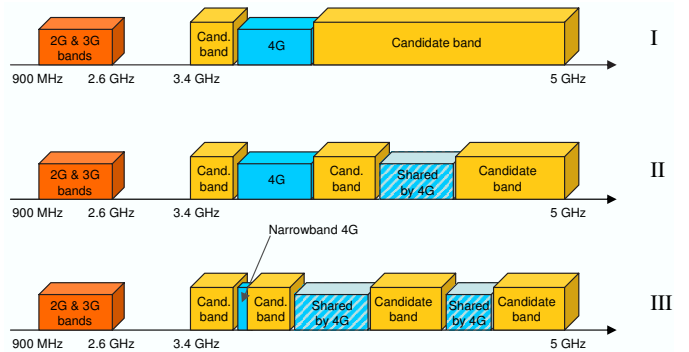 Cand.
band
4G
Candidate band
I
2G & 3G
bands
900 MHz
2.6 GHz
3.4 GHz
5 GHz
2G & 3G
bands
Cand.
band
4G
Cand.
band
Shared
by 4G
Candidate
band
II
900 MHz
2.6 GHz
3.4 GHz
5 GHz
Narrowband 4G
2G & 3G
bands
Cand.
band
Cand.
band
Shared
by 4G
Candidate
band
Shared
by 4G
Candidate
band
III
900 MHz
2.6 GHz
3.4 GHz
5 GHz